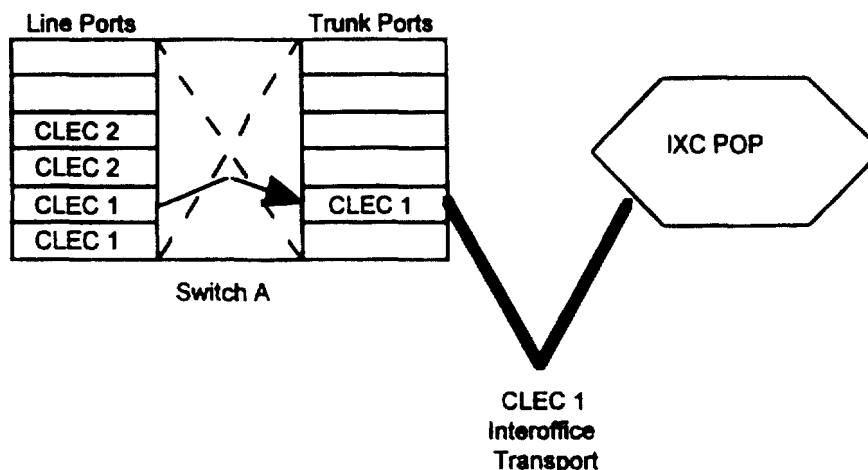 Line Ports
Trunk Ports
CLEC 2
CLEC 2
CLEC 1
CLEC 1
CLEC 1
IXC POP
Switch A
CLEC 1
Interoffice
Transport